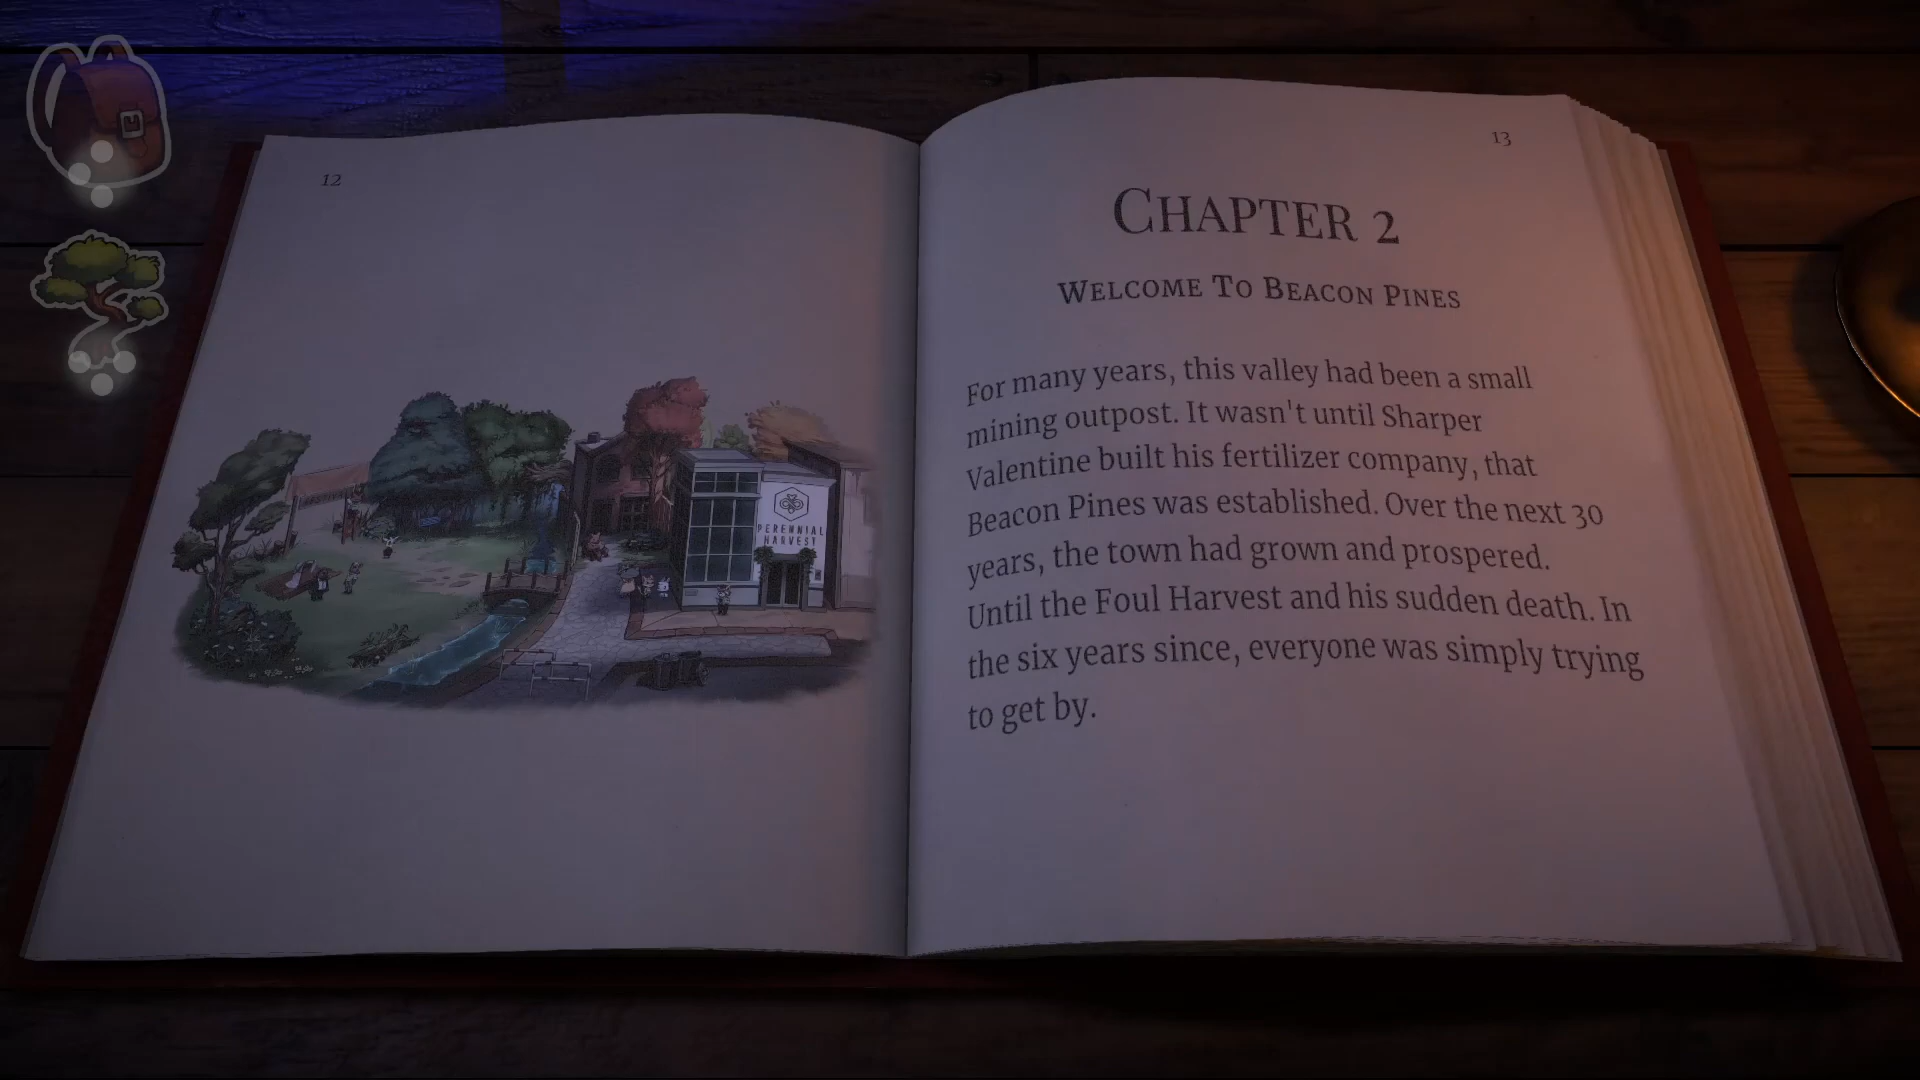 12
PERENNIAL
HARVEST
13
CHAPTER 2
WELCOME TO BEACON PINES
For many years, this valley had been a small
mining outpost. It wasn't until Sharper
Valentine built his fertilizer company, that
Beacon Pines was established. Over the next 30
years, the town had grown and prospered.
Until the Foul Harvest and his sudden death. In
the six years since, everyone was simply trying
to get by.